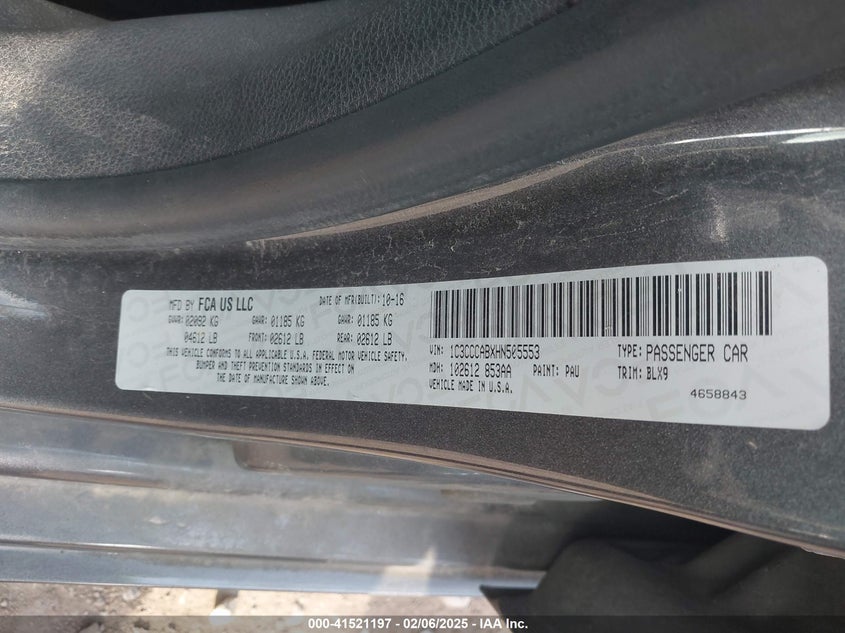 MFD BY FCA US LLC DATE OF MFR(BUILT): 10-16
GVWR: 02092 KG GAWR: 01185 KG GAWR: 01185 KG
04612 LB FRONT: 02612 LB REAR: 02612 LB
THIS VEHICLE CONFORMS TO ALL APPLICABLE U.S.A. FEDERAL MOTOR VEHICLE SAFETY,
BUMPER AND THEFT PREVENTION STANDARDS IN EFFECT ON
THE DATE OF MANUFACTURE SHOWN ABOVE.
VIN: 1C3CCCABXHN505553 TYPE: PASSENGER CAR
MDH: 102612 853AA PAINT: PAU TRIM: BLX9
VEHICLE MADE IN U.S.A.
4658843
000-41521197 - 02/06/2025 - IAA Inc.